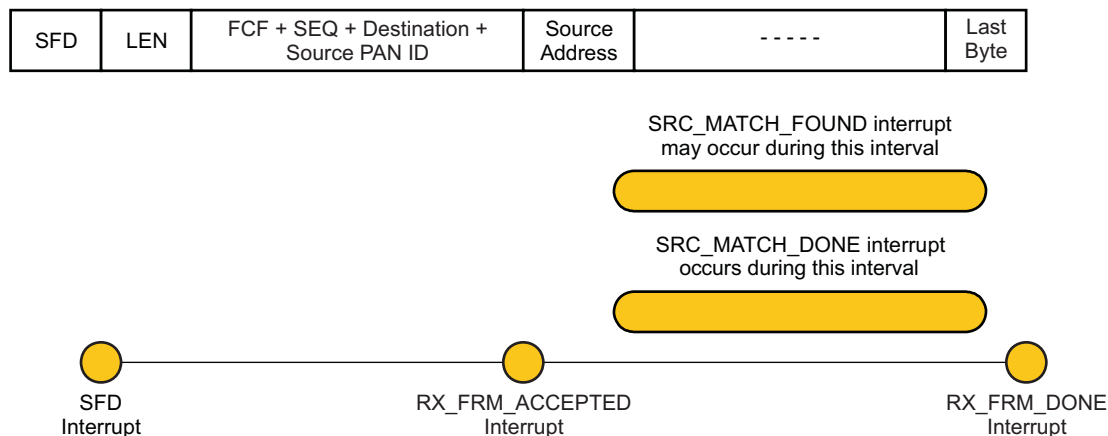 SFD
LEN
FCF + SEQ + Destination +
Source PAN ID
Source
Address
- - - - -
Last
Byte
SRC_MATCH_FOUND interrupt
may occur during this interval
SRC_MATCH_DONE interrupt
occurs during this interval
SFD
Interrupt
RX_FRM_ACCEPTED
Interrupt
RX_FRM_DONE
Interrupt